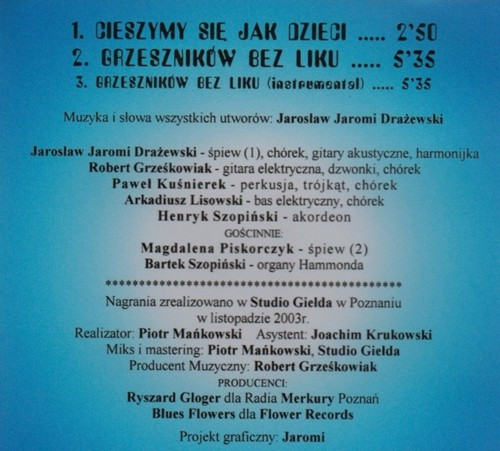 1. CIESZYMY SIĘ JAK DZIECI ..... 2'50
2. GRZESZNIKÓW BEZ LIKU ..... 5'35
3. GRZESZNIKÓW BEZ LIKU (instrumental) ..... 5'35
Muzyka i słowa wszystkich utworów: Jarosław Jaromi Drażewski
Jarosław Jaromi Drażewski - śpiew (1), chórek, gitary akustyczne, harmonijka
Robert Grześkowiak - gitara elektryczna, dzwonki, chórek
Paweł Kuśnierek - perkusja, trójkąt, chórek
Arkadiusz Lisowski - bas elektryczny, chórek
Henryk Szopiński - akordeon
GOŚCINNIE:
Magdalena Piskorczyk - śpiew (2)
Bartek Szopiński - organy Hammonda
******************************************
Nagrania zrealizowano w Studio Giełda w Poznaniu
w listopadzie 2003r.
Realizator: Piotr Mańkowski Asystent: Joachim Krukowski
Miks i mastering: Piotr Mańkowski, Studio Giełda
Producent Muzyczny: Robert Grześkowiak
PRODUCENCI:
Ryszard Gloger dla Radia Merkury Poznań
Blues Flowers dla Flower Records
Projekt graficzny: Jaromi